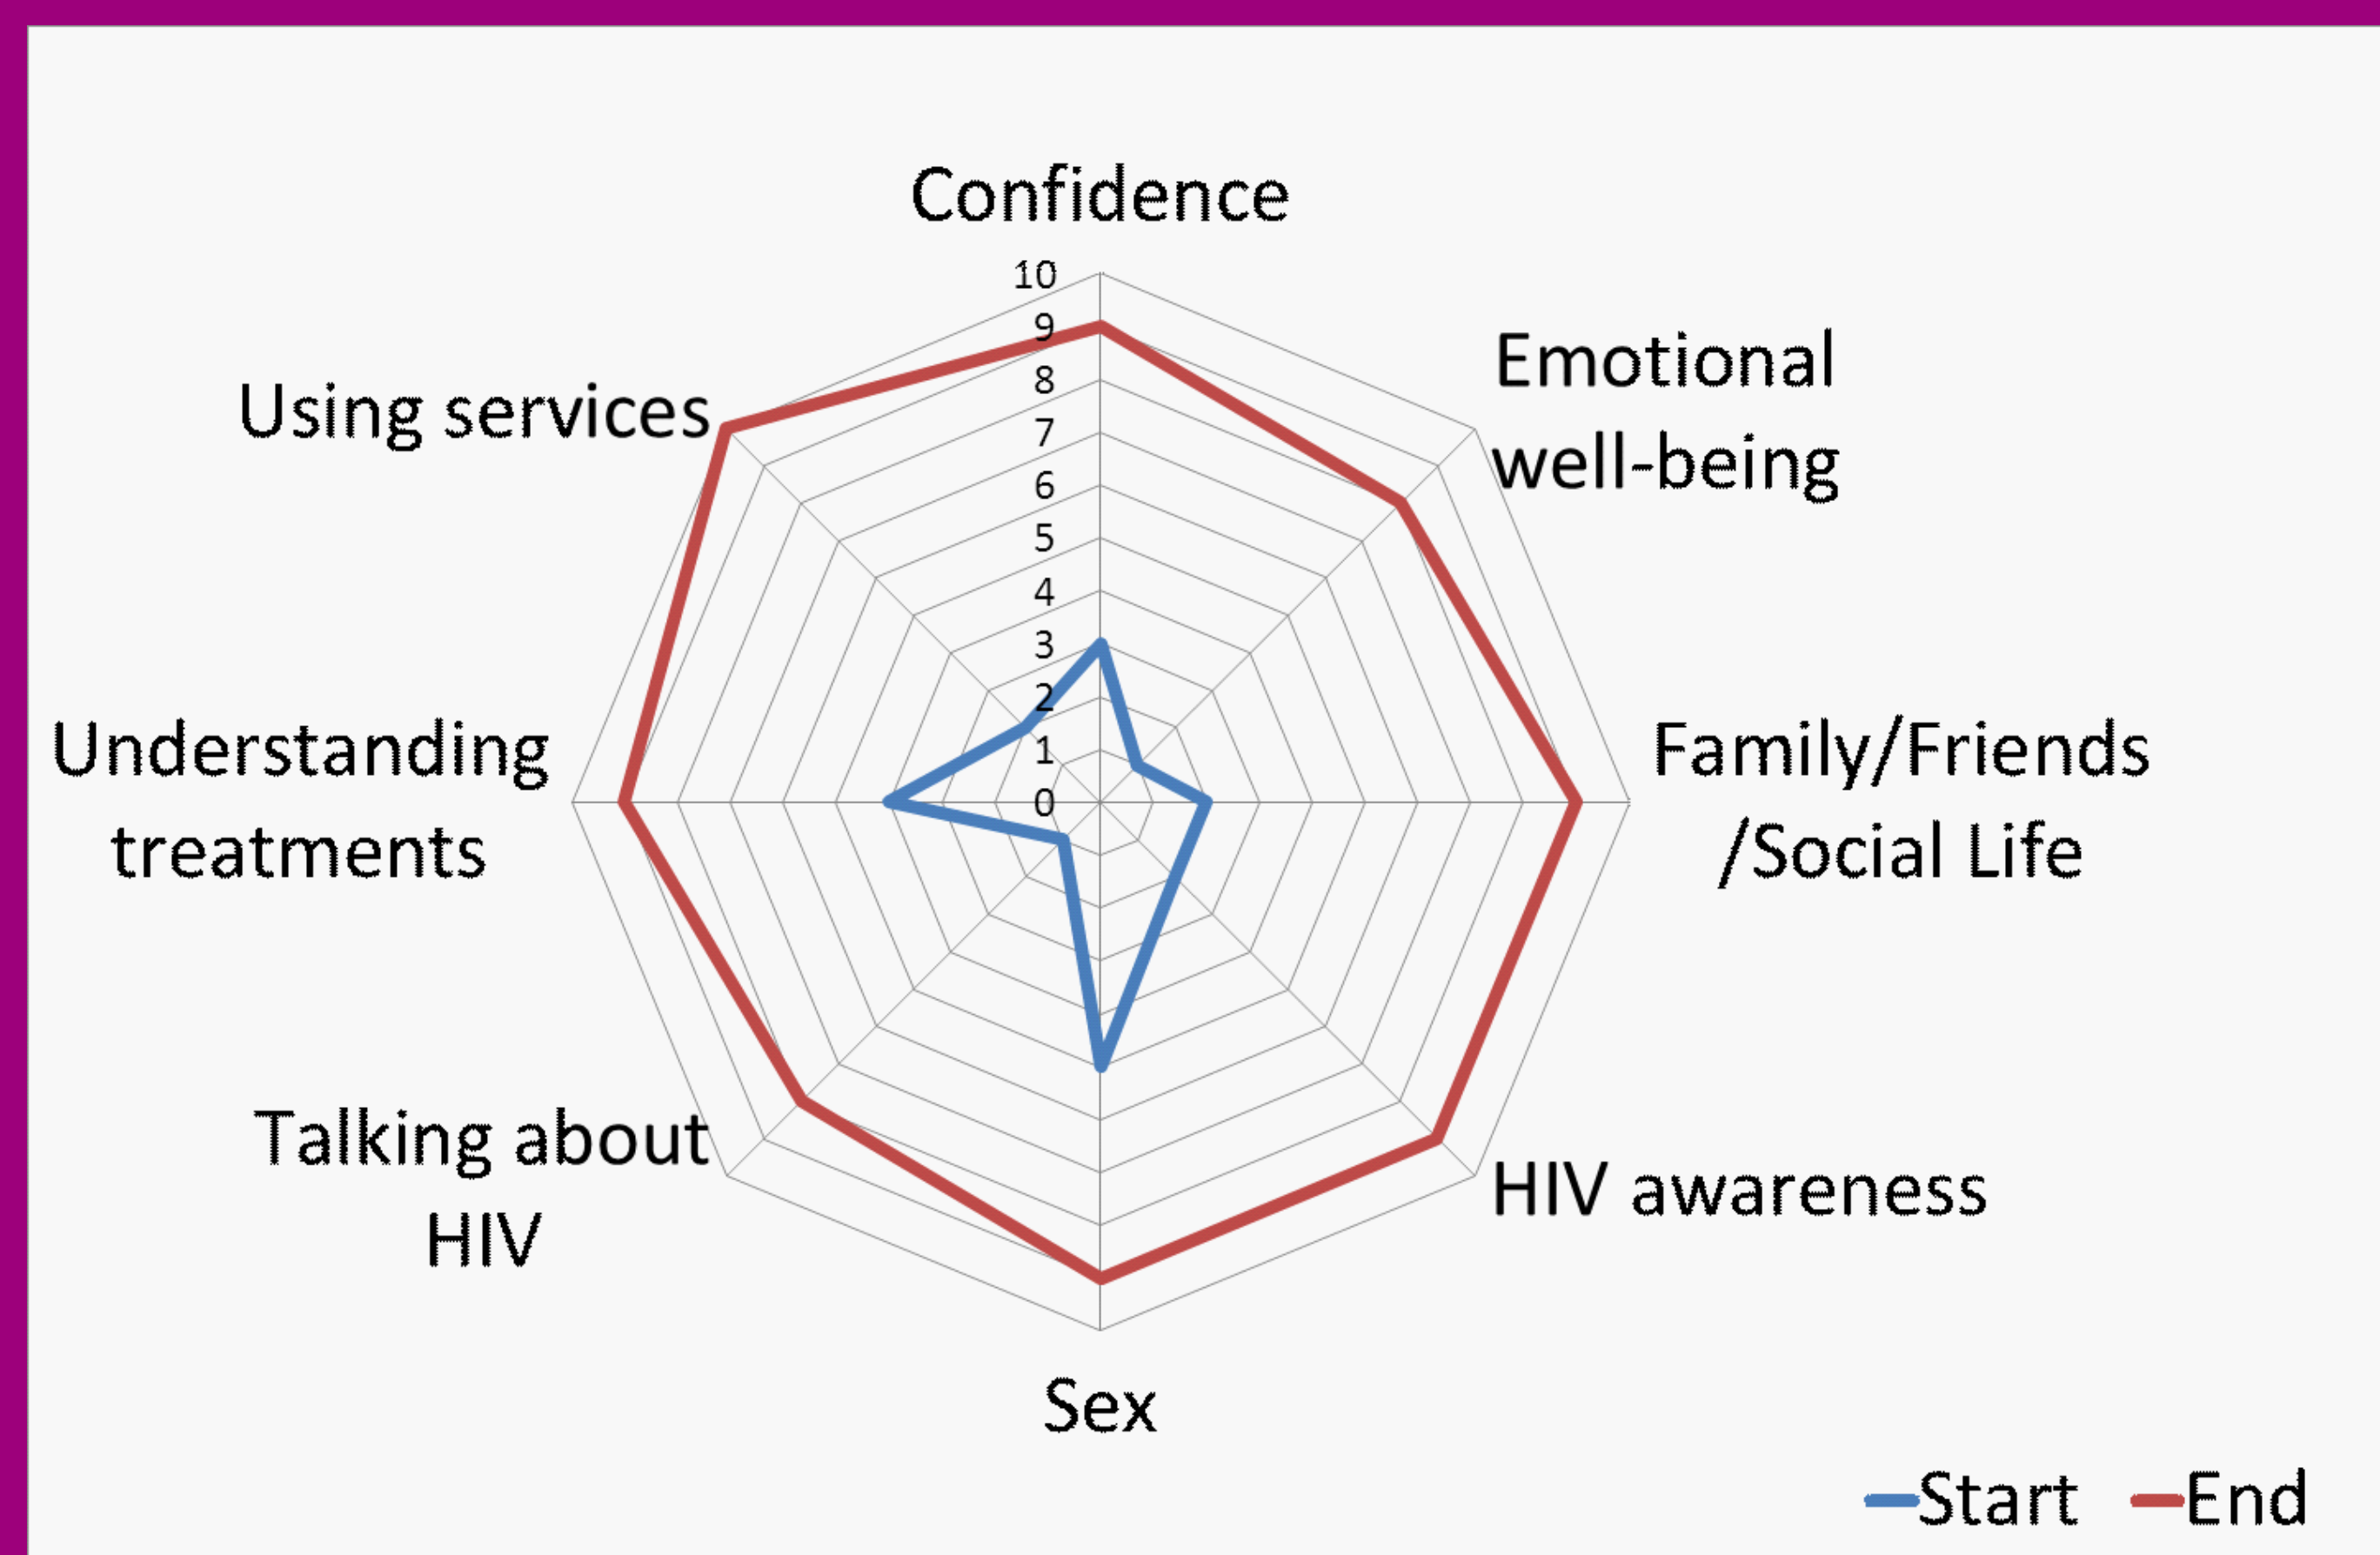 Confidence
10
9
8
7
6
5
4
3
2
1
0
Emotional
well-being
Family/Friends
/Social Life
HIV awareness
Sex
Talking about
HIV
Understanding
treatments
Using services
Start
End